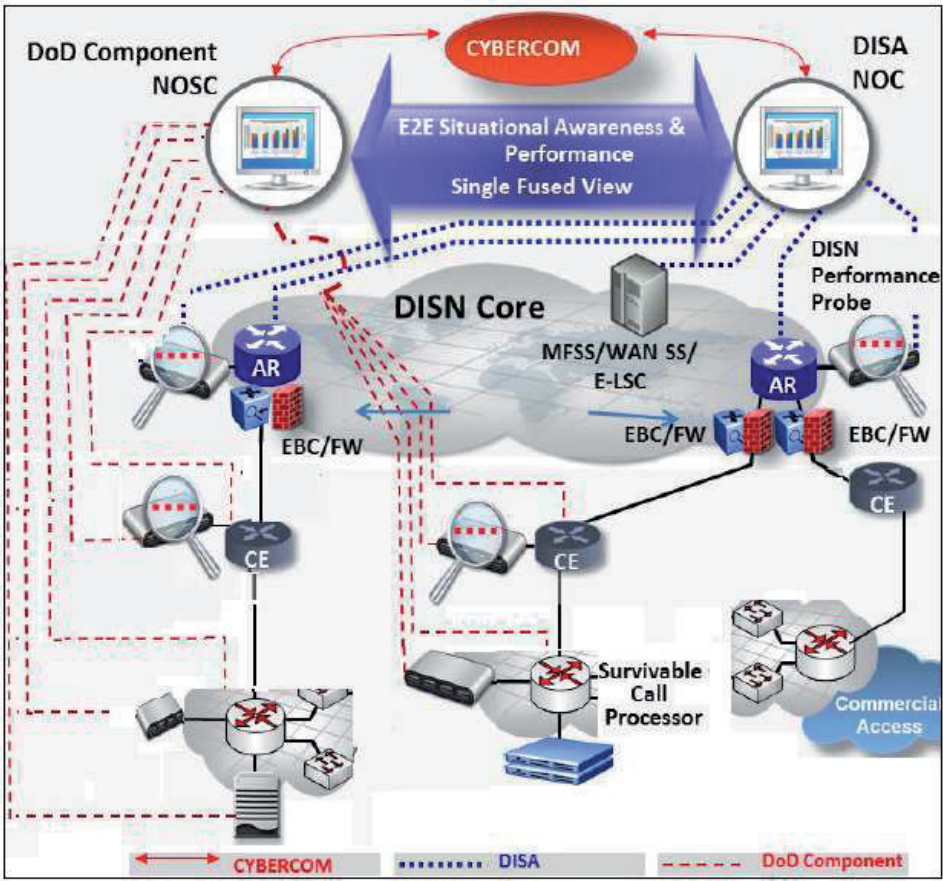 DoD Component
NOSC
CYBERCOM
DISA
NOC
E2E Situational Awareness &
Performance
Single Fused View
DISN
Performance
Probe
DISN Core
MFSS/WAN SS/
E-LSC
AR
AR
EBC/FW
EBC/FW
EBC/FW
CE
CE
CE
Survivable
Call
Processor
Commercial
Access
CYBERCOM
DISA
DoD Component